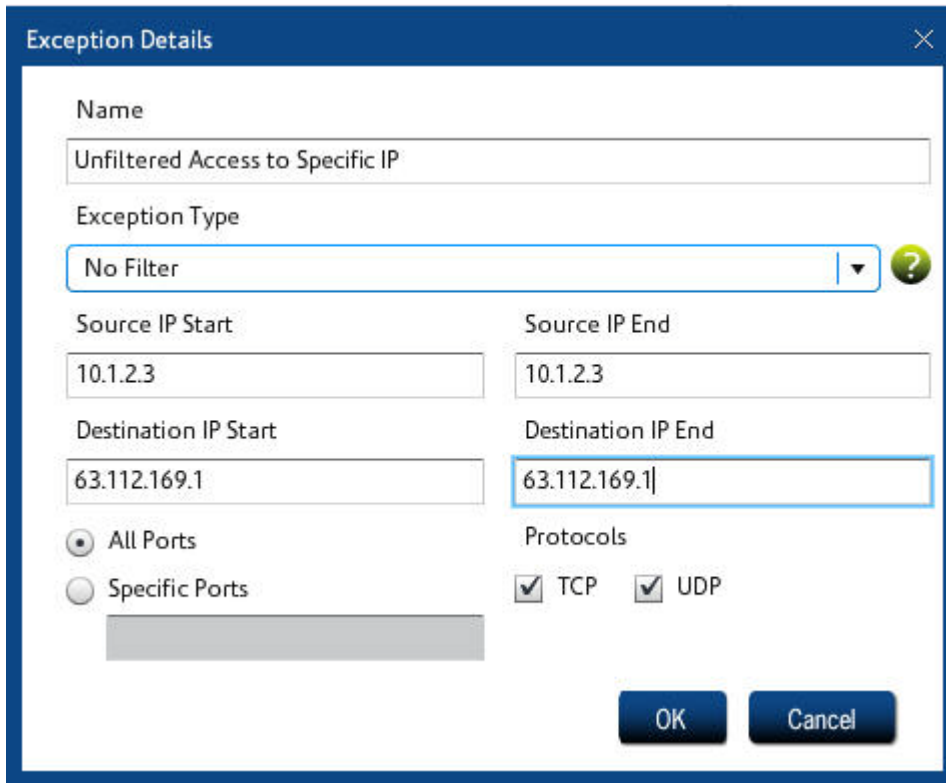 Exception Details
Name
Unfiltered Access to Specific IP
Exception Type
No Filter
?
Source IP Start
Source IP End
10.1.2.3
10.1.2.3
Destination IP Start
Destination IP End
63.112.169.1
63.112.169.1
All Ports
Protocols
Specific Ports
TCP
UDP
OK
Cancel